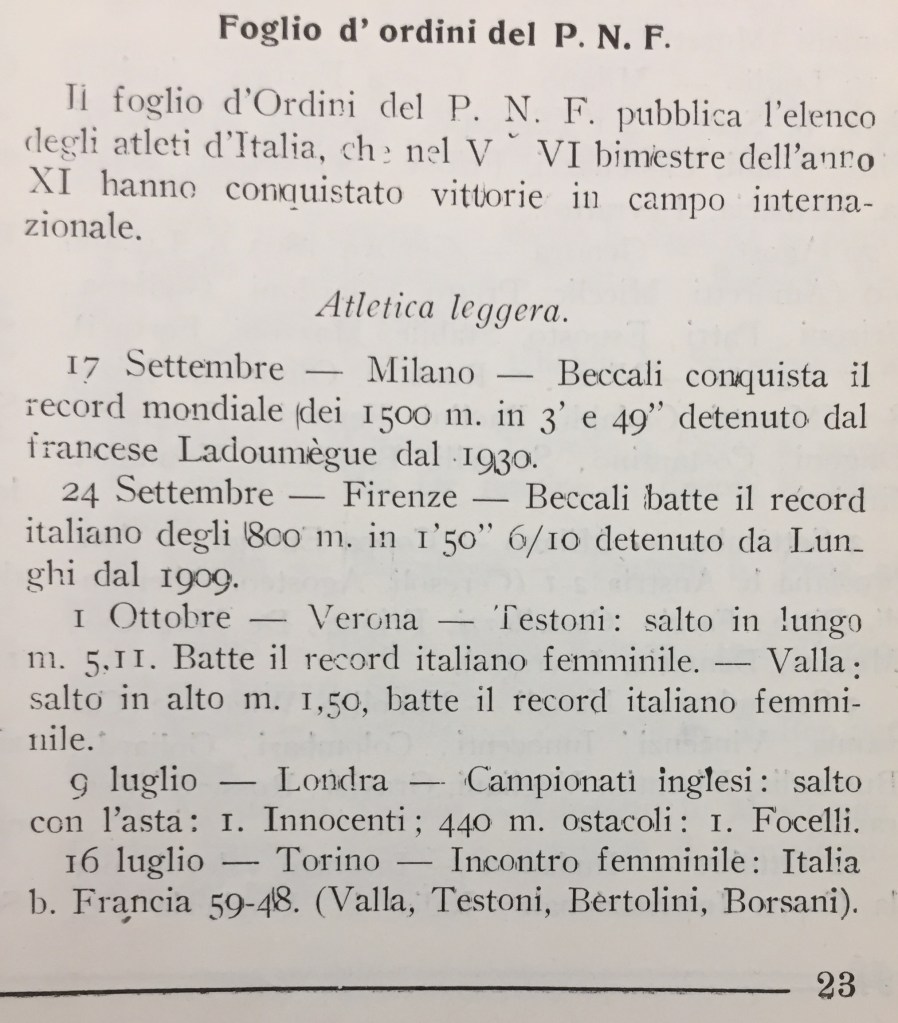 Foglio d' ordini del P. N. F.
Il foglio d'Ordini del P. N. F. pubblica l'elenco
degli atleti d'Italia, che nel V VI bimestre dell'anno
XI hanno conquistato vittorie in campo interna-
zionale.
Atletica leggera.
17 Settembre — Milano — Beccali conquista il
record mondiale dei 1500 m. in 3' e 49" detenuto dal
francese Ladoumègue dal 1930.
24 Settembre — Firenze — Beccali batte il record
italiano degli 800 m. in 1'50" 6/10 detenuto da Lun-
ghi dal 1909.
1 Ottobre — Verona — Testoni: salto in lungo
m. 5,11. Batte il record italiano femminile. — Valla:
salto in alto m. 1,50, batte il record italiano femmi-
nile.
9 luglio — Londra — Campionati inglesi: salto
con l'asta: 1. Innocenti; 440 m. ostacoli: 1. Focelli.
16 luglio — Torino — Incontro femminile: Italia
b. Francia 59-48. (Valla, Testoni, Bertolini, Borsani).
23